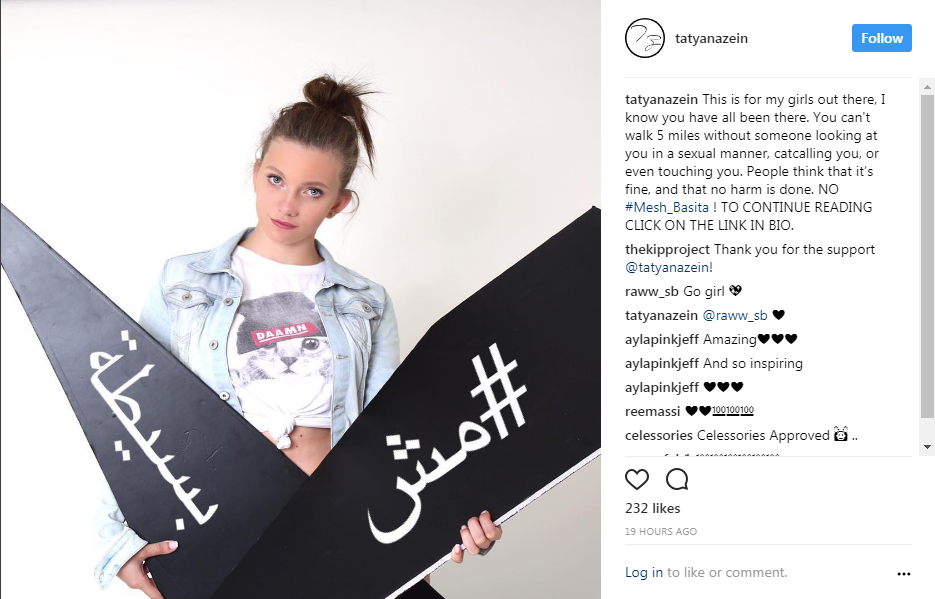 DAAMN
#مش
بسيطة
tatyanazein
Follow
tatyanazein This is for my girls out there, I
know you have all been there. You can't
walk 5 miles without someone looking at
you in a sexual manner, catcalling you, or
even touching you. People think that it's
fine, and that no harm is done. NO
#Mesh_Basita ! TO CONTINUE READING
CLICK ON THE LINK IN BIO.
thekipproject Thank you for the support
@tatyanazein!
raww_sb Go girl 💖
tatyanazein @raww_sb ♥
aylapinkjeff Amazing♥♥♥
aylapinkjeff And so inspiring
aylapinkjeff ♥♥♥
reemassi ♥♥💯💯💯
celessories Celessories Approved 🙌 ..
232 likes
19 HOURS AGO
Log in to like or comment.